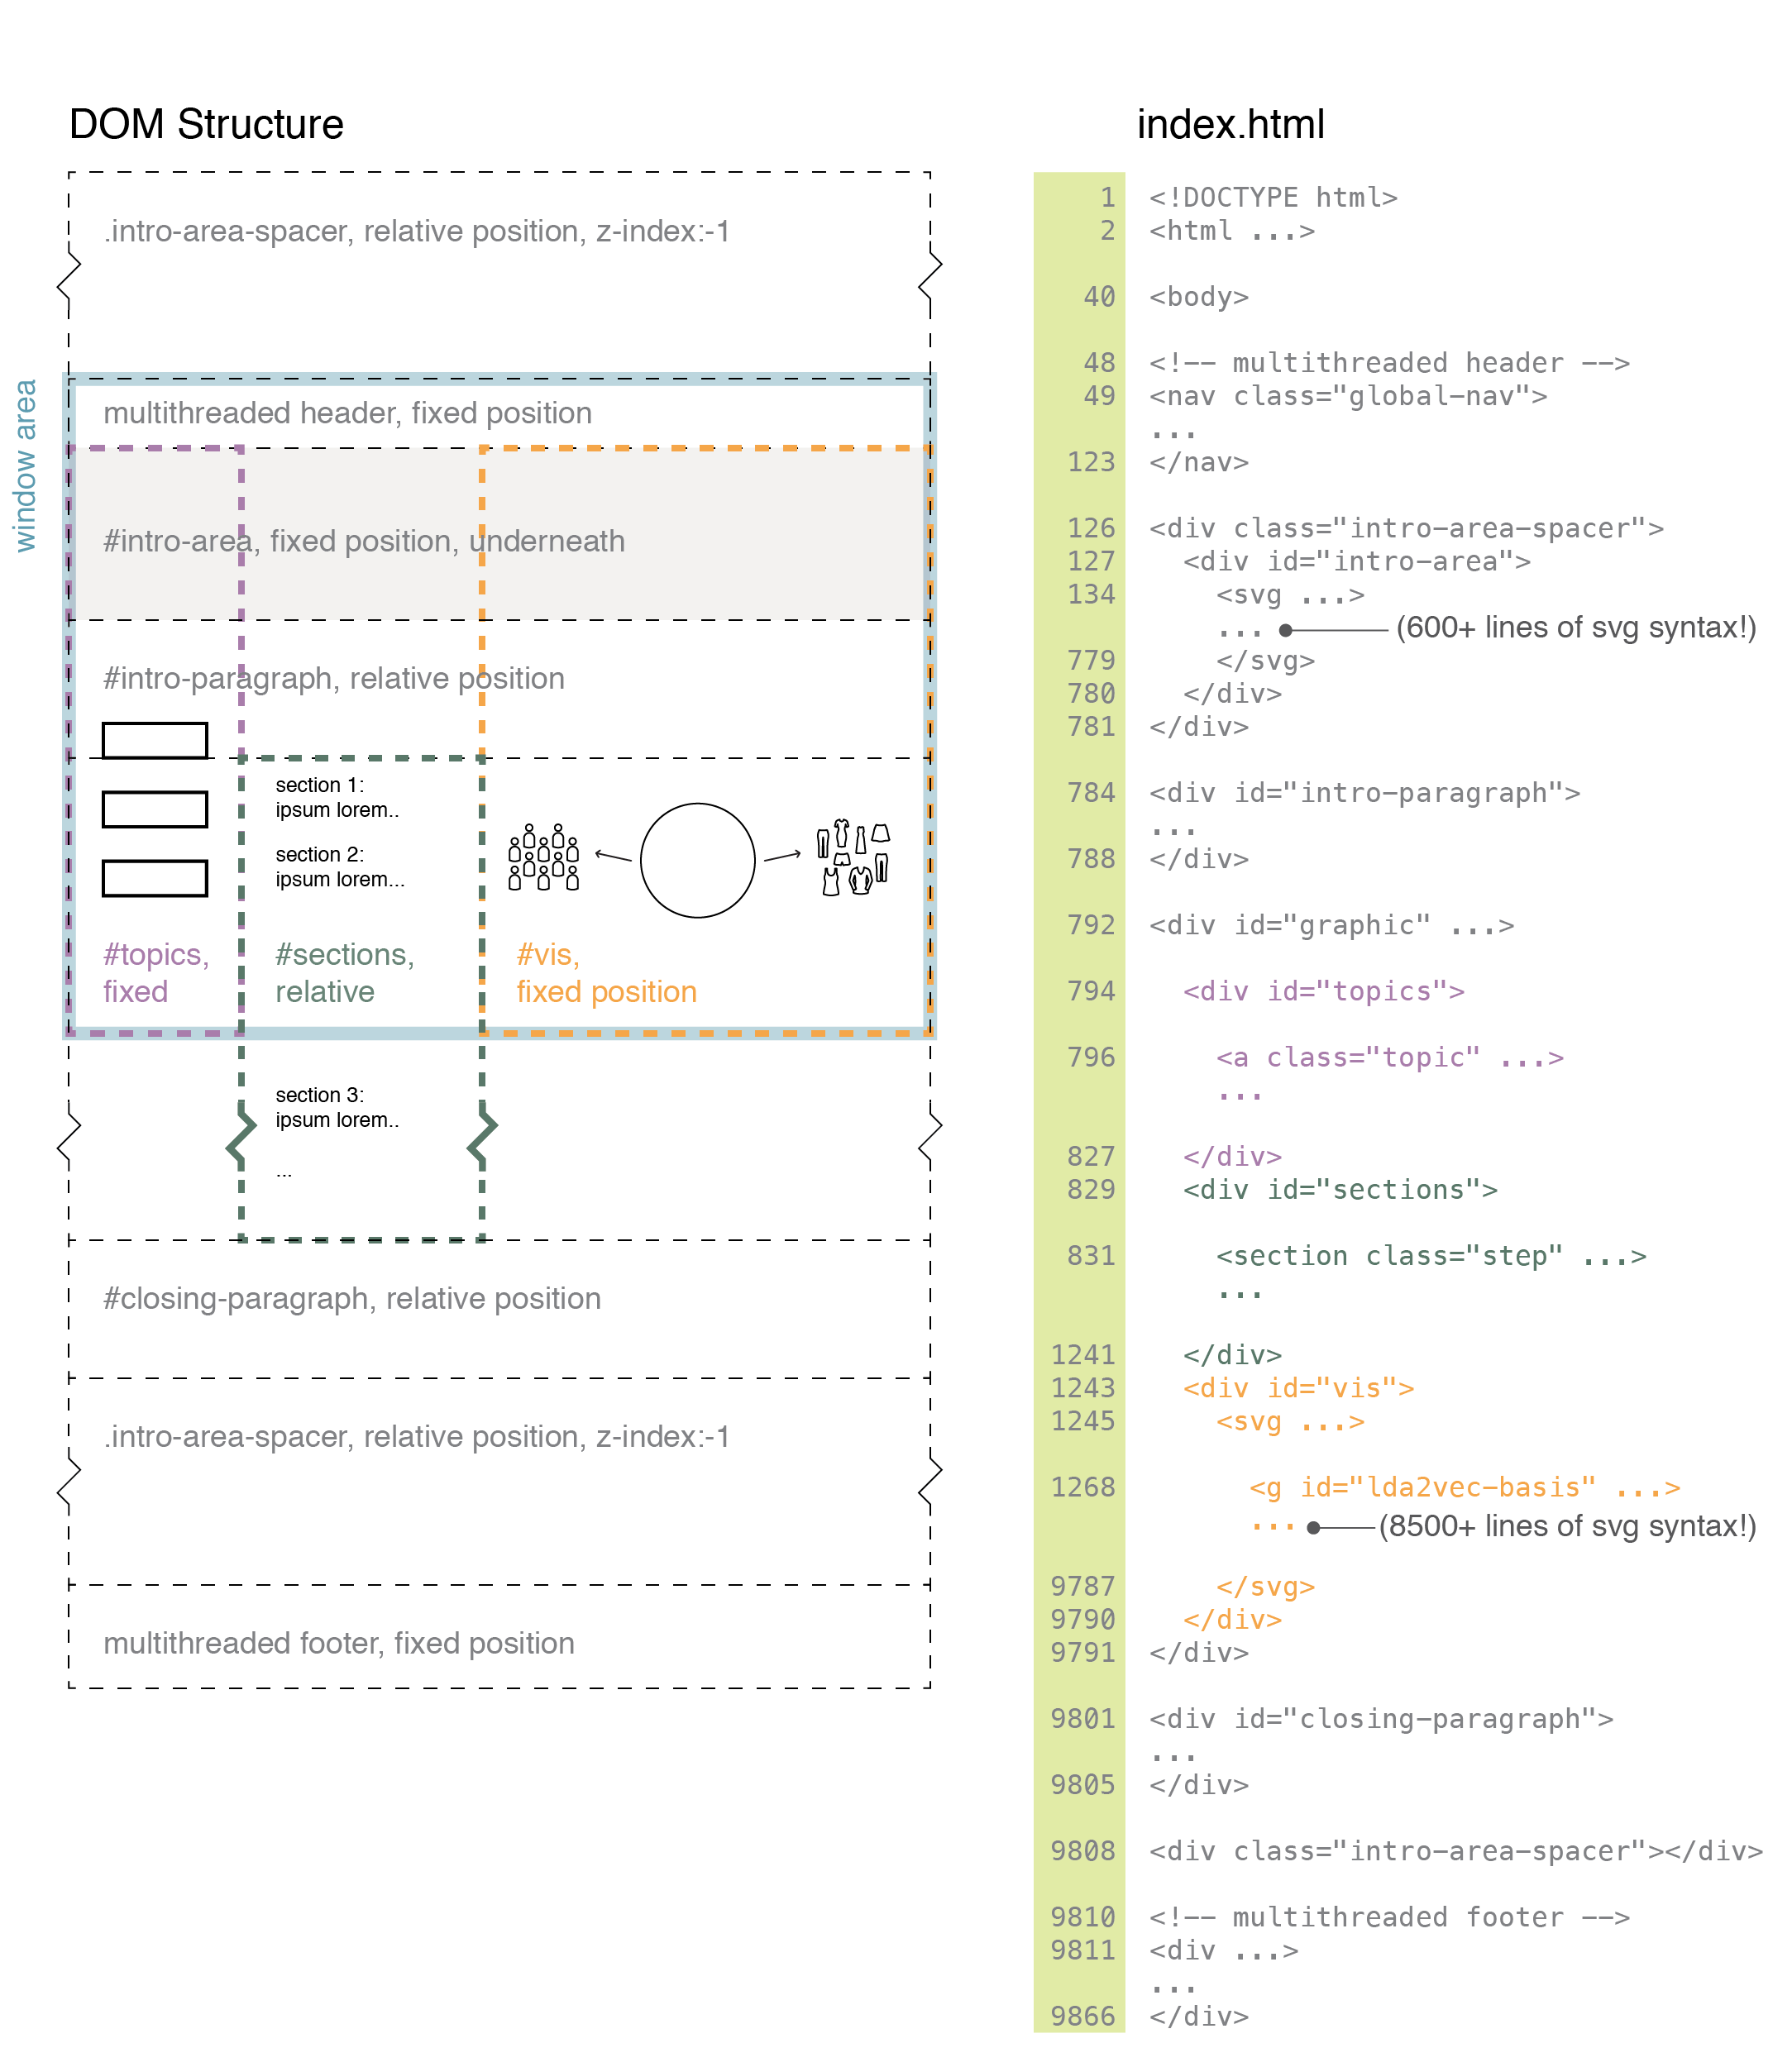 DOM Structure
.intro-area-spacer, relative position, z-index:-1
window area
multithreaded header, fixed position
#intro-area, fixed position, underneath
#intro-paragraph, relative position
section 1:
ipsum lorem..
section 2:
ipsum lorem...
#topics,
fixed
#sections,
relative
#vis,
fixed position
section 3:
ipsum lorem..
...
#closing-paragraph, relative position
.intro-area-spacer, relative position, z-index:-1
multithreaded footer, fixed position
index.html
1 <!DOCTYPE html>
2 <html ...>
40 <body>
48 <!-- multithreaded header -->
49 <nav class="global-nav">
...
123 </nav>
126 <div class="intro-area-spacer">
127 <div id="intro-area">
134 <svg ...>
... (600+ lines of svg syntax!)
779 </svg>
780 </div>
781 </div>
784 <div id="intro-paragraph">
...
788 </div>
792 <div id="graphic" ...>
794 <div id="topics">
796 <a class="topic" ...>
...
827 </div>
829 <div id="sections">
831 <section class="step" ...>
...
1241 </div>
1243 <div id="vis">
1245 <svg ...>
1268 <g id="lda2vec-basis" ...>
... (8500+ lines of svg syntax!)
9787 </svg>
9790 </div>
9791 </div>
9801 <div id="closing-paragraph">
...
9805 </div>
9808 <div class="intro-area-spacer"></div>
9810 <!-- multithreaded footer -->
9811 <div ...>
...
9866 </div>